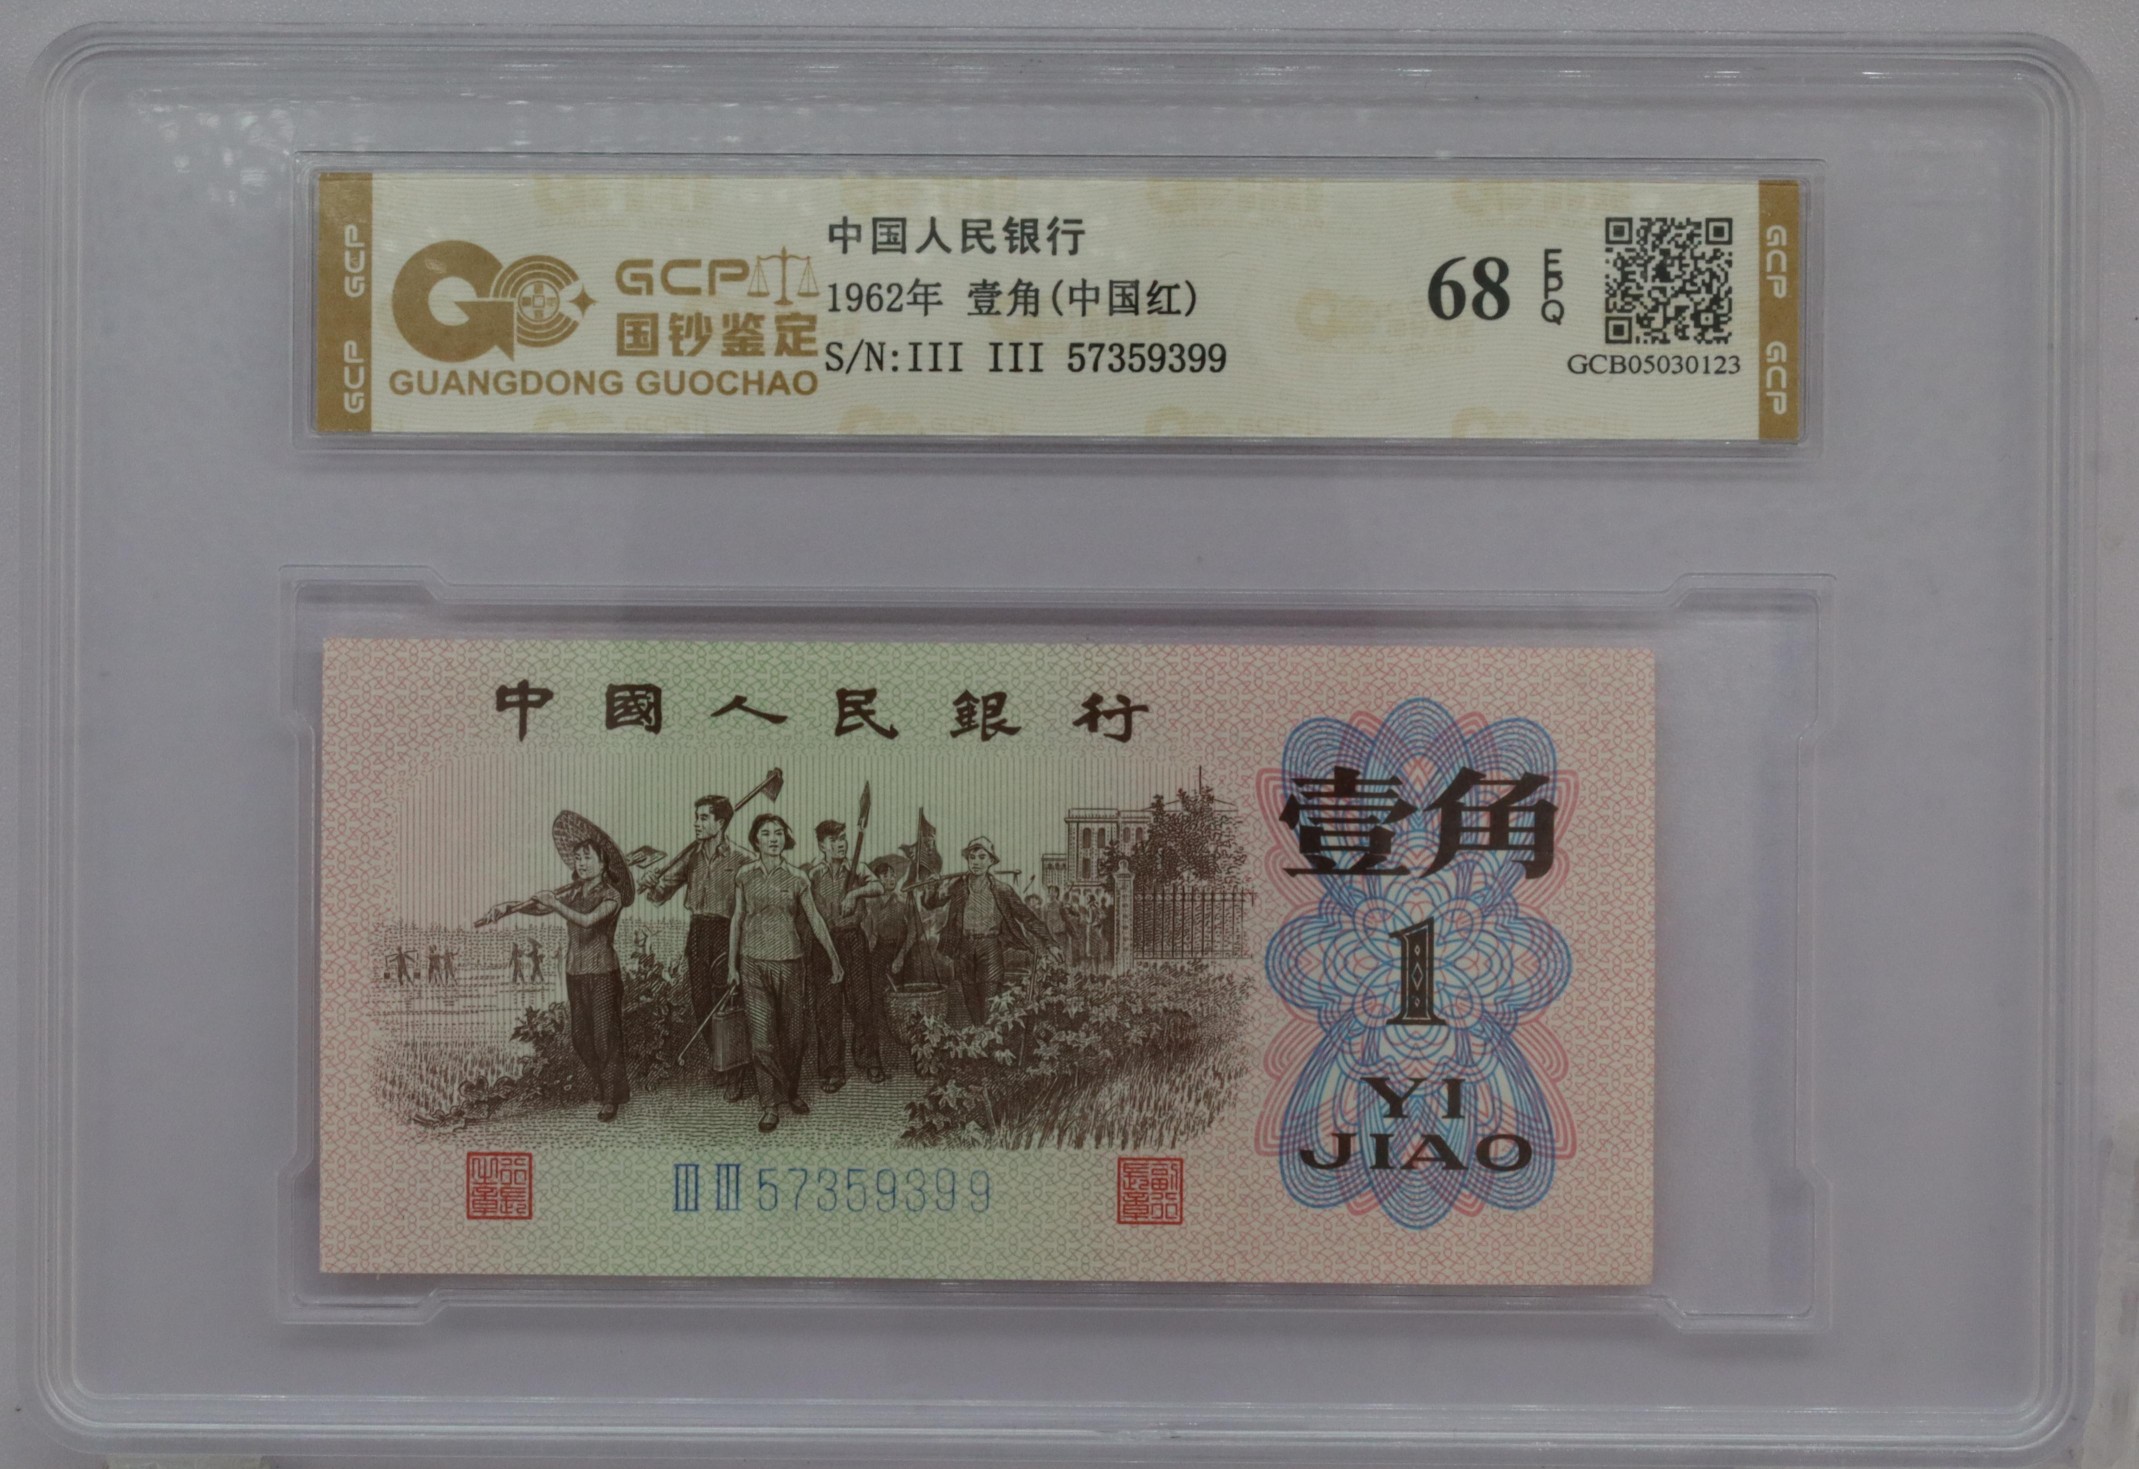 GCP
GCP
GCP
国钞鉴定
GUANGDONG GUOCHAO
中国人民银行
1962年 壹角(中国红)
S/N:III III 57359399
68
EPQ
GCB05030123
GCP
GCP
中國人民銀行
壹角
1
YI
JIAO
III III 57359399